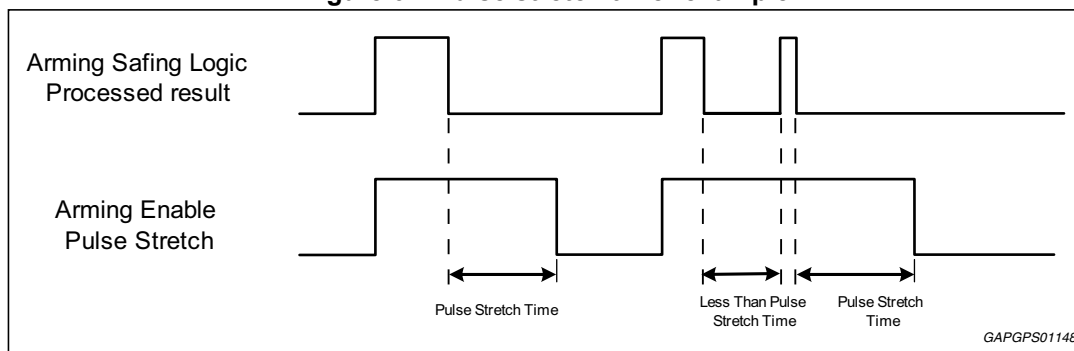 Arming Safing Logic
Processed result
Arming Enable
Pulse Stretch
Pulse Stretch Time
Less Than Pulse
Stretch Time
Pulse Stretch
Time
GAPGPS01148